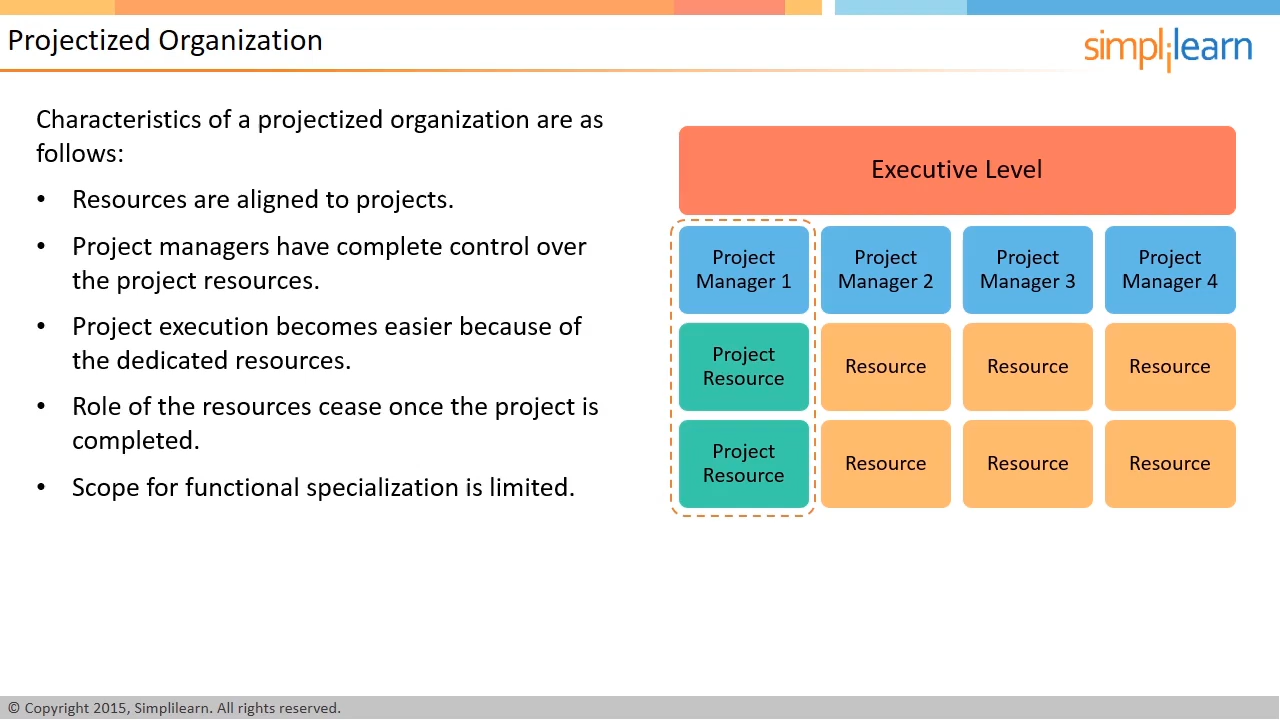 Projectized Organization
simplilearn
Characteristics of a projectized organization are as
follows:
• Resources are aligned to projects.
• Project managers have complete control over
the project resources.
• Project execution becomes easier because of
the dedicated resources.
• Role of the resources cease once the project is
completed.
• Scope for functional specialization is limited.
Executive Level
Project
Manager 1
Project
Manager 2
Project
Manager 3
Project
Manager 4
Project
Resource
Resource
Resource
Resource
Project
Resource
Resource
Resource
Resource
© Copyright 2015, Simplilearn. All rights reserved.